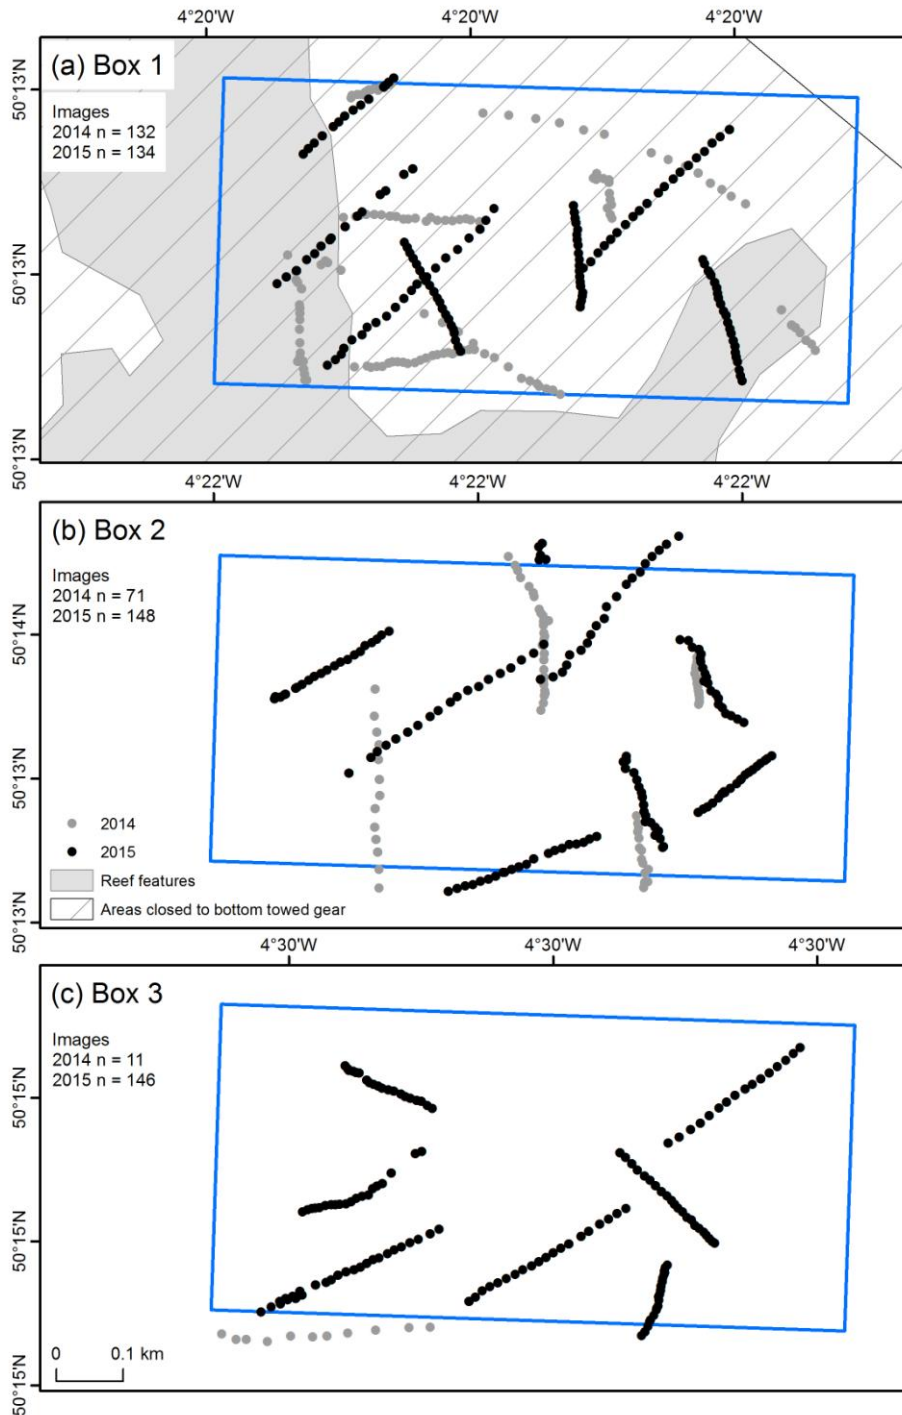 4°20'W 4°20'W 4°20'W
(a) Box 1
50°13'N
Images
2014 n = 132
2015 n = 134
50°13'N
50°13'N
4°22'W 4°22'W 4°22'W
(b) Box 2
Images
2014 n = 71
2015 n = 148
50°14'N
50°13'N
2014
2015
Reef features
Areas closed to bottom towed gear
50°13'N
4°30'W 4°30'W 4°30'W
(c) Box 3
Images
2014 n = 11
2015 n = 146
50°15'N
50°15'N
0 0.1 km
50°15'N